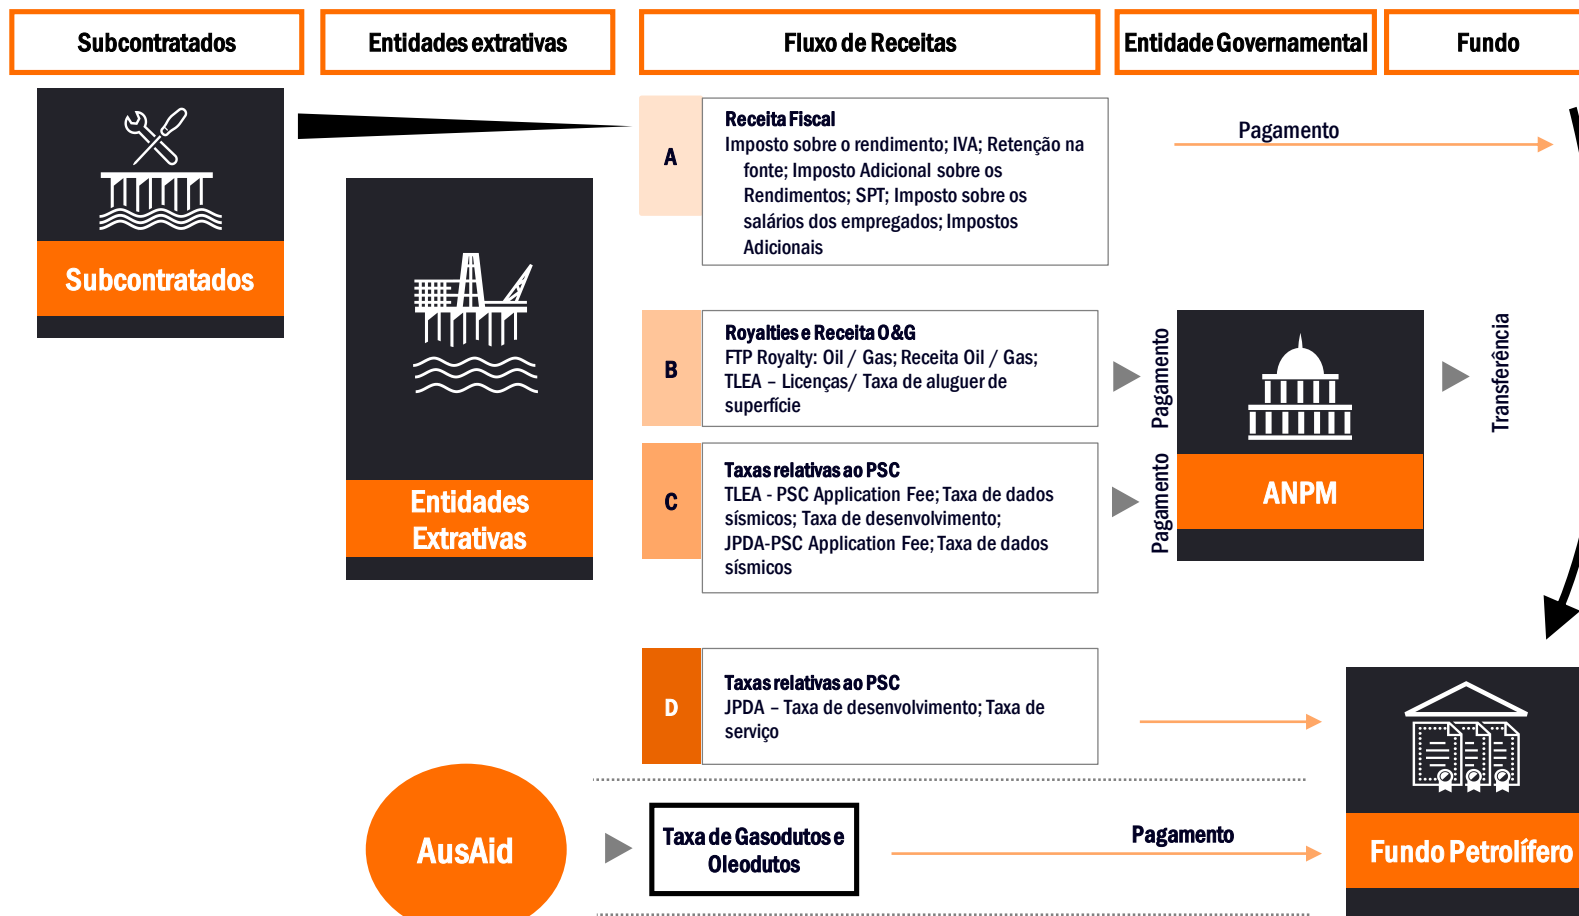 Subcontratados
Entidades extrativas
Fluxo de Receitas
Entidade Governamental
Fundo
Subcontratados
Entidades
Extrativas
A
Receita Fiscal
Imposto sobre o rendimento; IVA; Retenção na
fonte; Imposto Adicional sobre os
Rendimentos; SPT; Imposto sobre os
salários dos empregados; Impostos
Adicionais
Pagamento
B
Royalties e Receita O&G
FTP Royalty: Oil / Gas; Receita Oil / Gas;
TLEA – Licenças/ Taxa de aluguer de
superfície
Pagamento
C
Taxas relativas ao PSC
TLEA - PSC Application Fee; Taxa de dados
sísmicos; Taxa de desenvolvimento;
JPDA-PSC Application Fee; Taxa de dados
sísmicos
Pagamento
ANPM
Transferência
D
Taxas relativas ao PSC
JPDA – Taxa de desenvolvimento; Taxa de
serviço
AusAid
Taxa de Gasodutos e
Oleodutos
Pagamento
Fundo Petrolífero